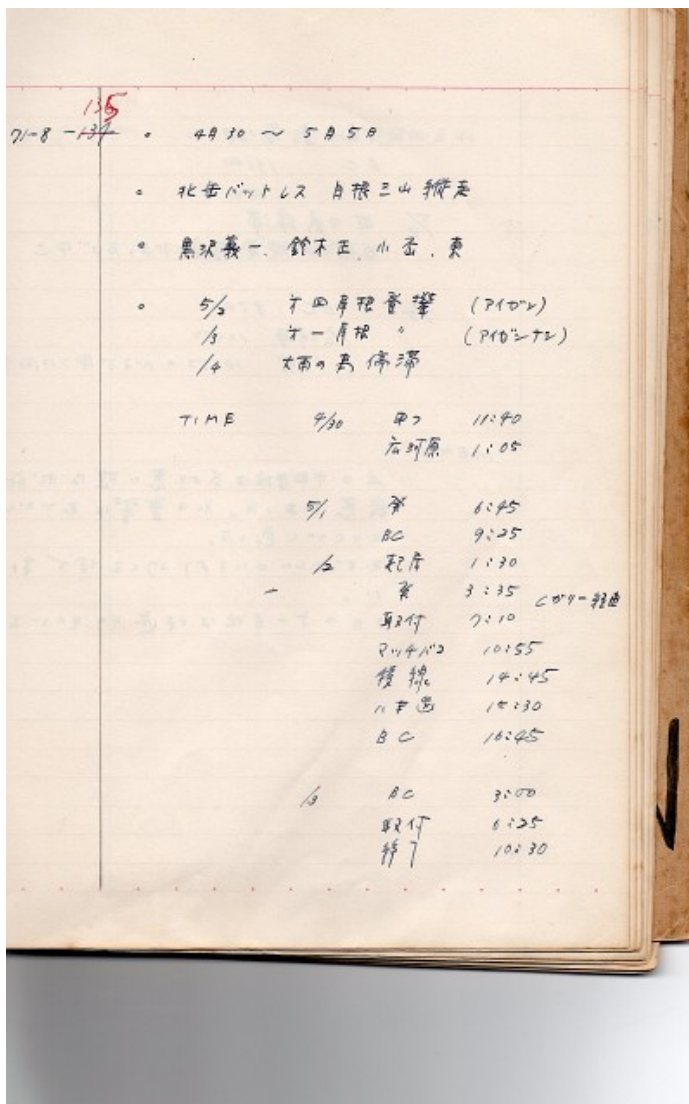 135
71-8-134 。 4月30 〜 5月5日
。 北岳バットレス 白根三山縦走
。 黒沢義一、鈴木正、小 、東
。 5/2 才四尾根登攀 (アイゼン)
/3 才一尾根 〃 (アイゼンナシ)
/4 大雨の為停滞
TIME 4/30 甲フ 11:40
広河原 1:05
5/1 発 6:45
BC 9:25
/2 起床 1:30
発 3:35 Cガリー経由
取付 7:10
マッチバコ 10:55
稜線 14:45
八本歯 15:30
BC 16:45
/3 BC 3:00
取付 6:25
終了 10:30